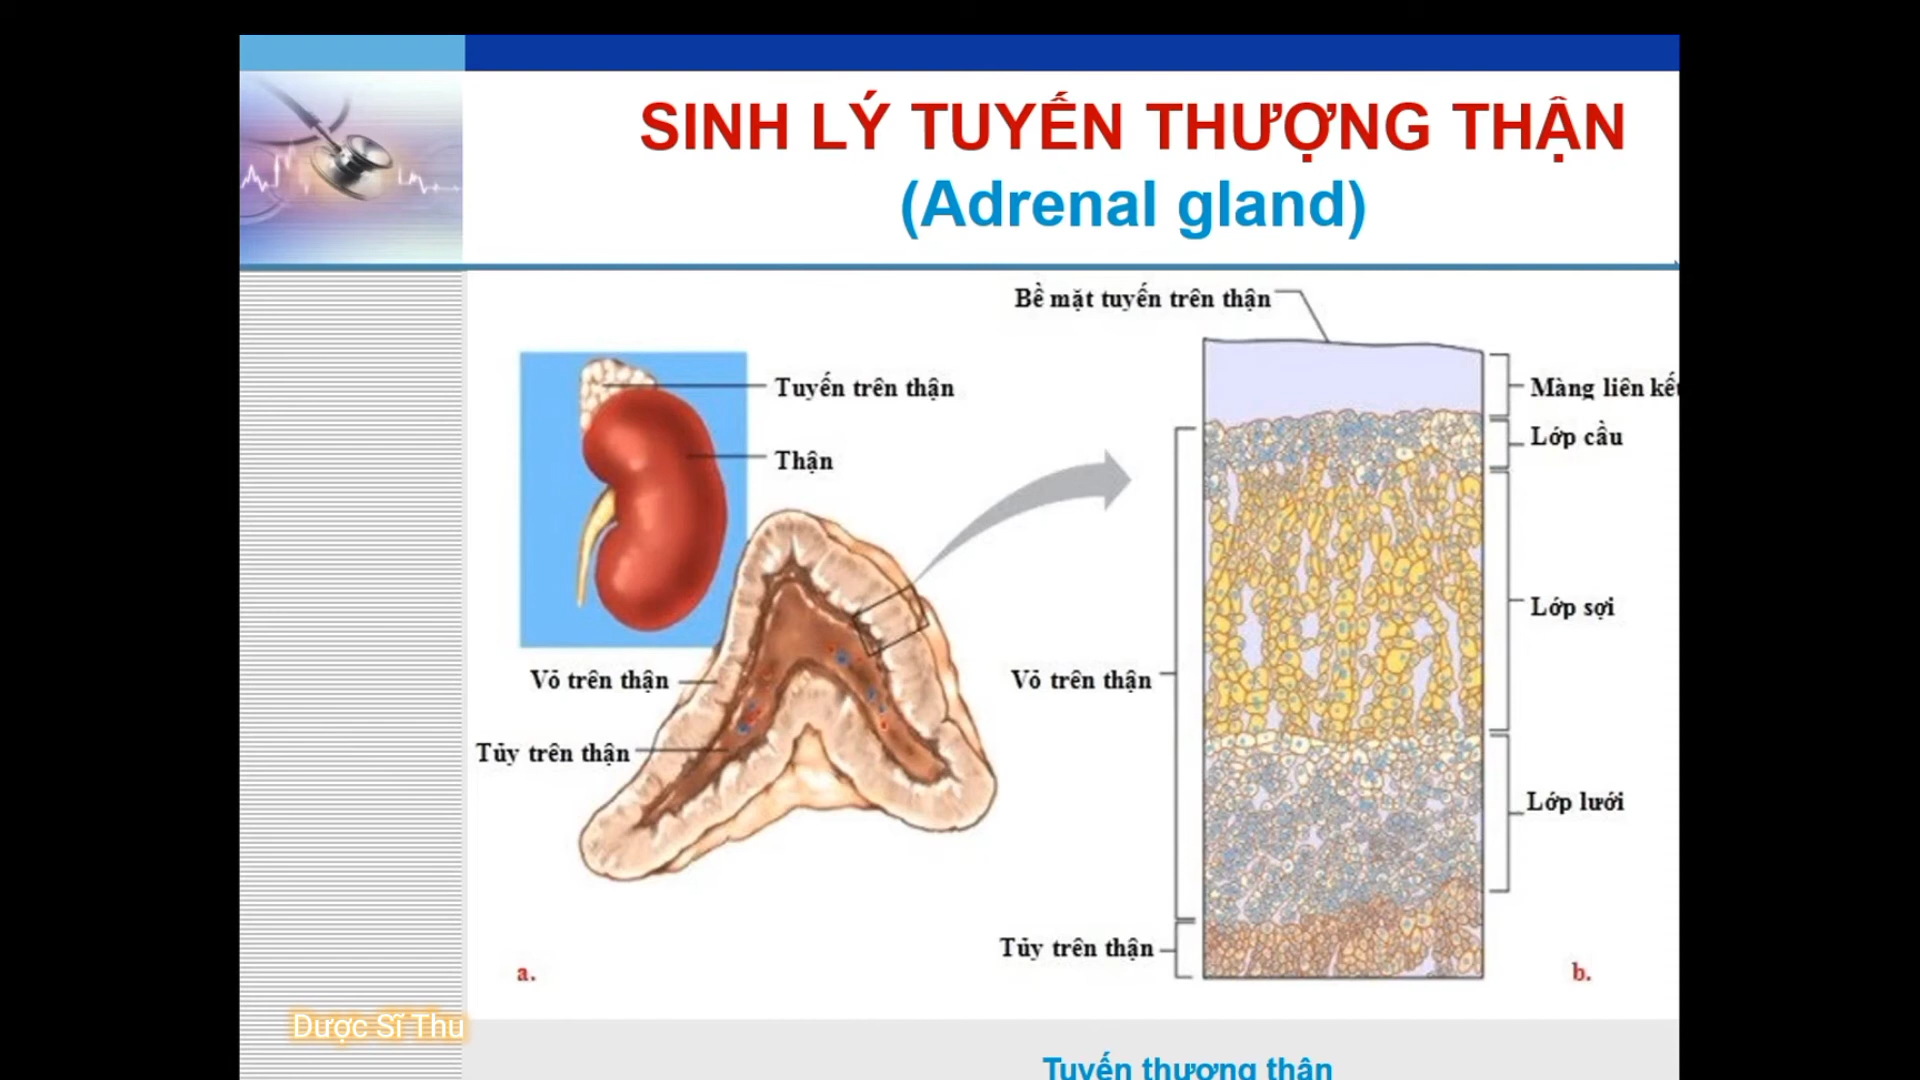 SINH LÝ TUYẾN THƯỢNG THẬN
(Adrenal gland)
Bề mặt tuyến trên thận
Tuyến trên thận
Thận
Màng liên kết
Lớp cầu
Lớp sợi
Vỏ trên thận
Vỏ trên thận
Tủy trên thận
Lớp lưới
Tủy trên thận
a.
b.
Dược Sĩ Thu
Tuyến thượng thận